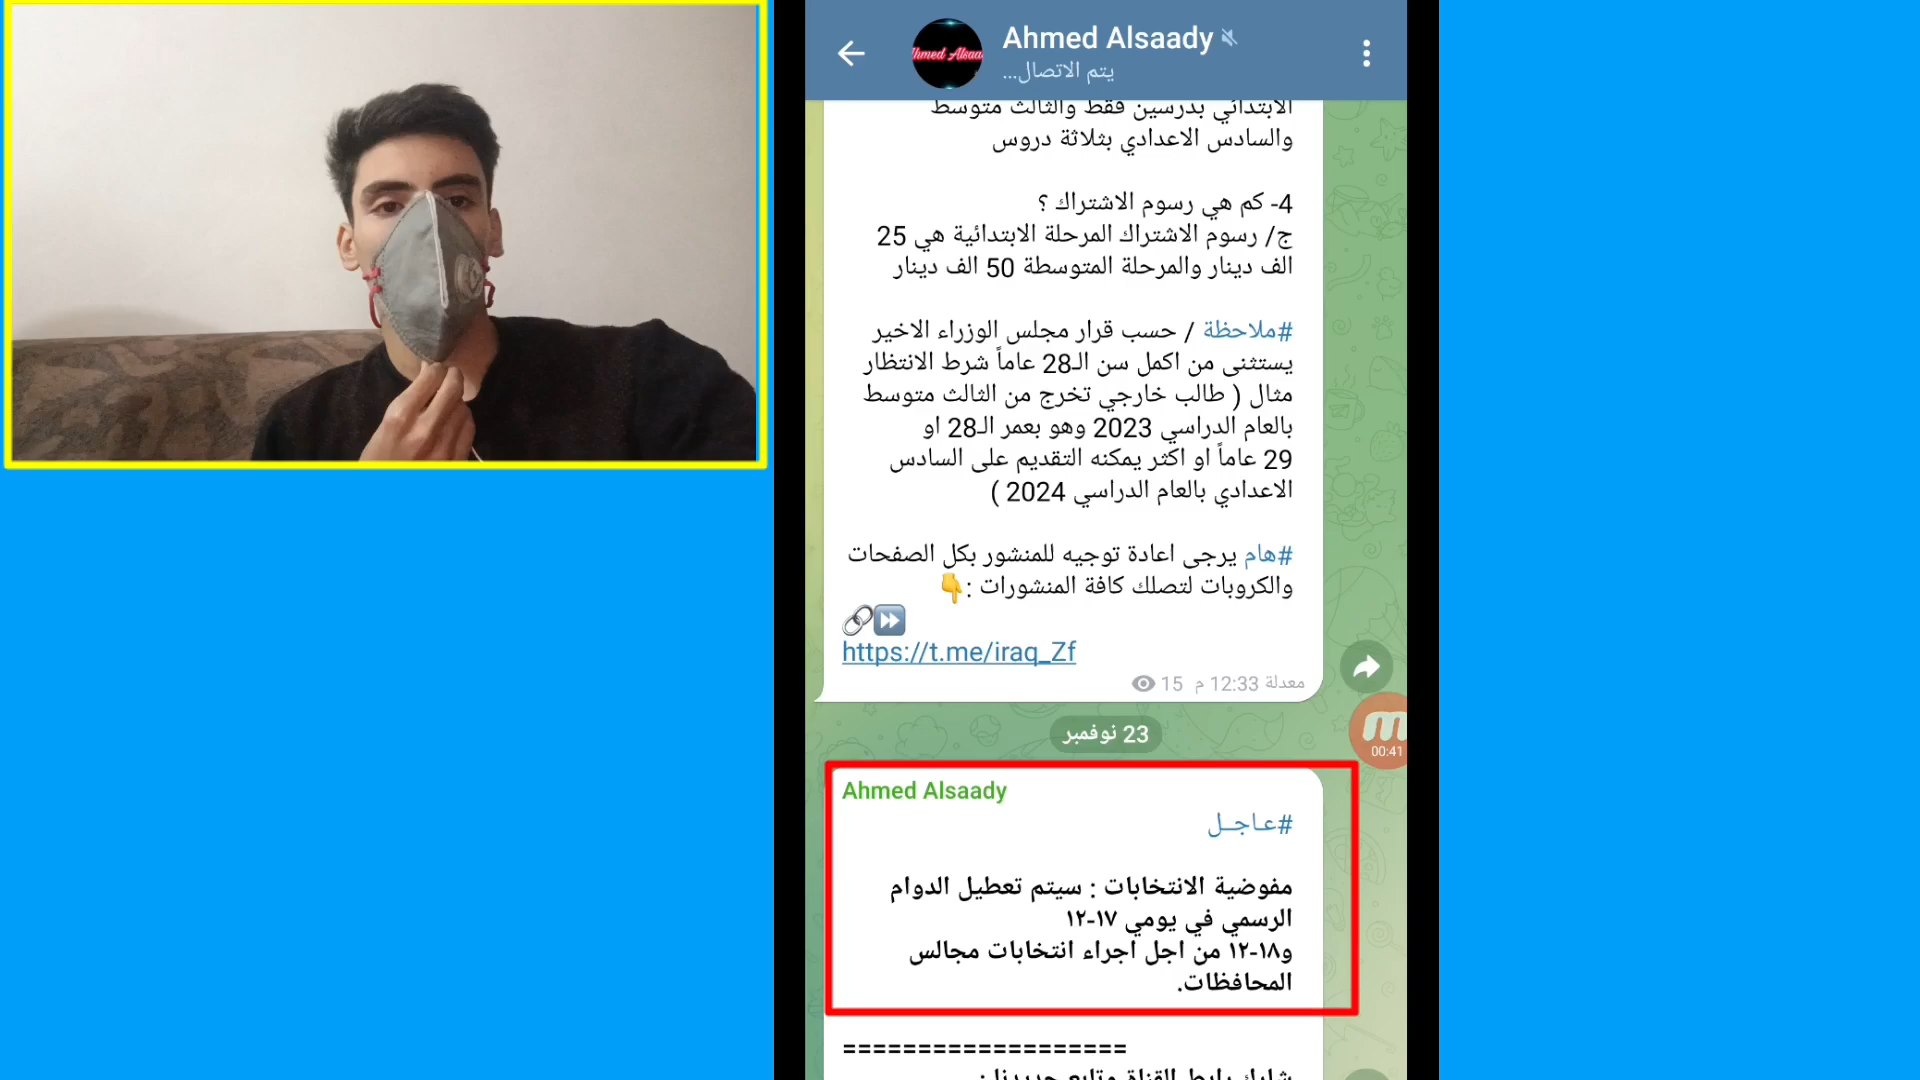 Ahmed Alsaady
يتم الاتصال...
الابتدائي بدرسين فقط والثالث متوسط
والسادس الاعدادي بثلاثة دروس
4- كم هي رسوم الاشتراك ؟
ج/ رسوم الاشتراك المرحلة الابتدائية هي 25
الف دينار والمرحلة المتوسطة 50 الف دينار
#ملاحظة / حسب قرار مجلس الوزراء الاخير
يستثنى من اكمل سن الـ28 عاماً شرط الانتظار
مثال ( طالب خارجي تخرج من الثالث متوسط
بالعام الدراسي 2023 وهو بعمر الـ28 او
29 عاماً او اكثر يمكنه التقديم على السادس
الاعدادي بالعام الدراسي 2024 )
#هام يرجى اعادة توجيه للمنشور بكل الصفحات
والكروبات لتصلك كافة المنشورات :👇
🔗⏩
https://t.me/iraq_Zf
معدلة 12:33 م 15
00:41
23 نوفمبر
Ahmed Alsaady
#عـاجـل
مفوضية الانتخابات : سيتم تعطيل الدوام
الرسمي في يومي ١٧-١٢
و١٨-١٢ من اجل اجراء انتخابات مجالس
المحافظات.
===================
شارك رابط القناة وتابع جديدنا :